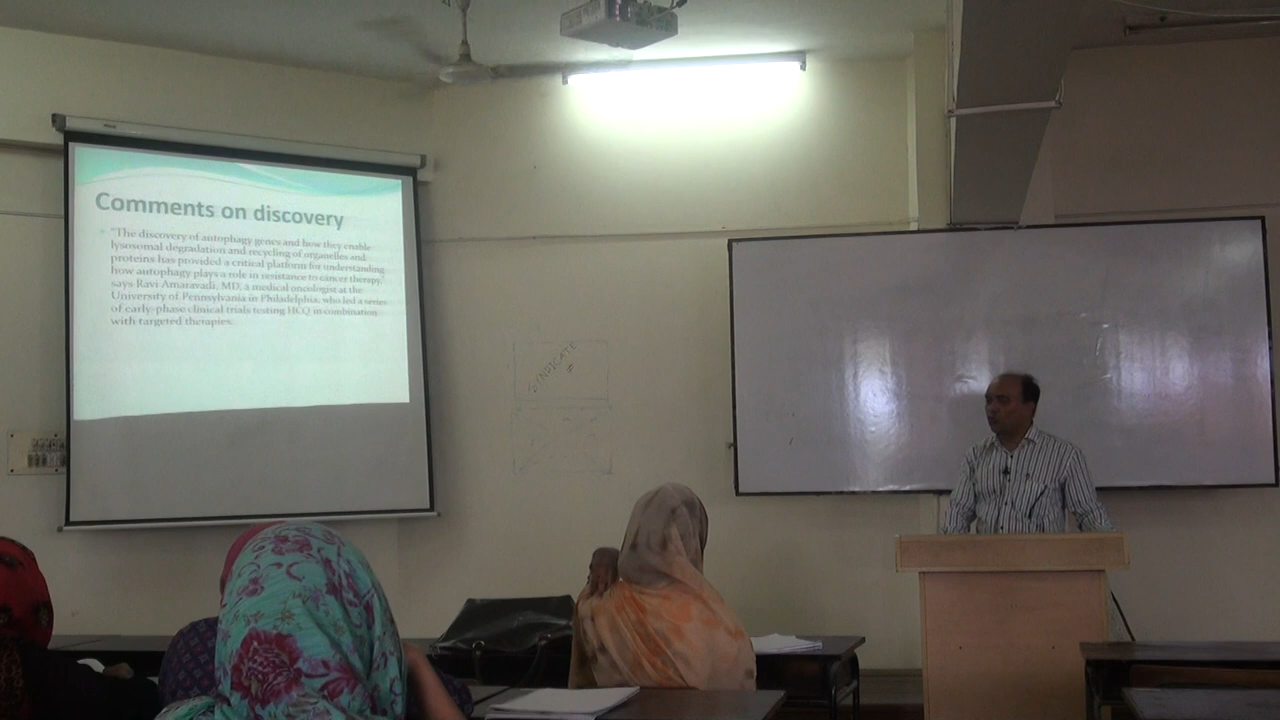 Comments on discovery
"The discovery of autophagy genes and how they enable
lysosomal degradation and recycling of organelles and
proteins has provided a critical platform for understanding
how autophagy plays a role in resistance to cancer therapy,"
says Ravi Amaravadi, MD, a medical oncologist at the
University of Pennsylvania in Philadelphia, who led a series
of early-phase clinical trials testing HCQ in combination
with targeted therapies.
SYNDICATE